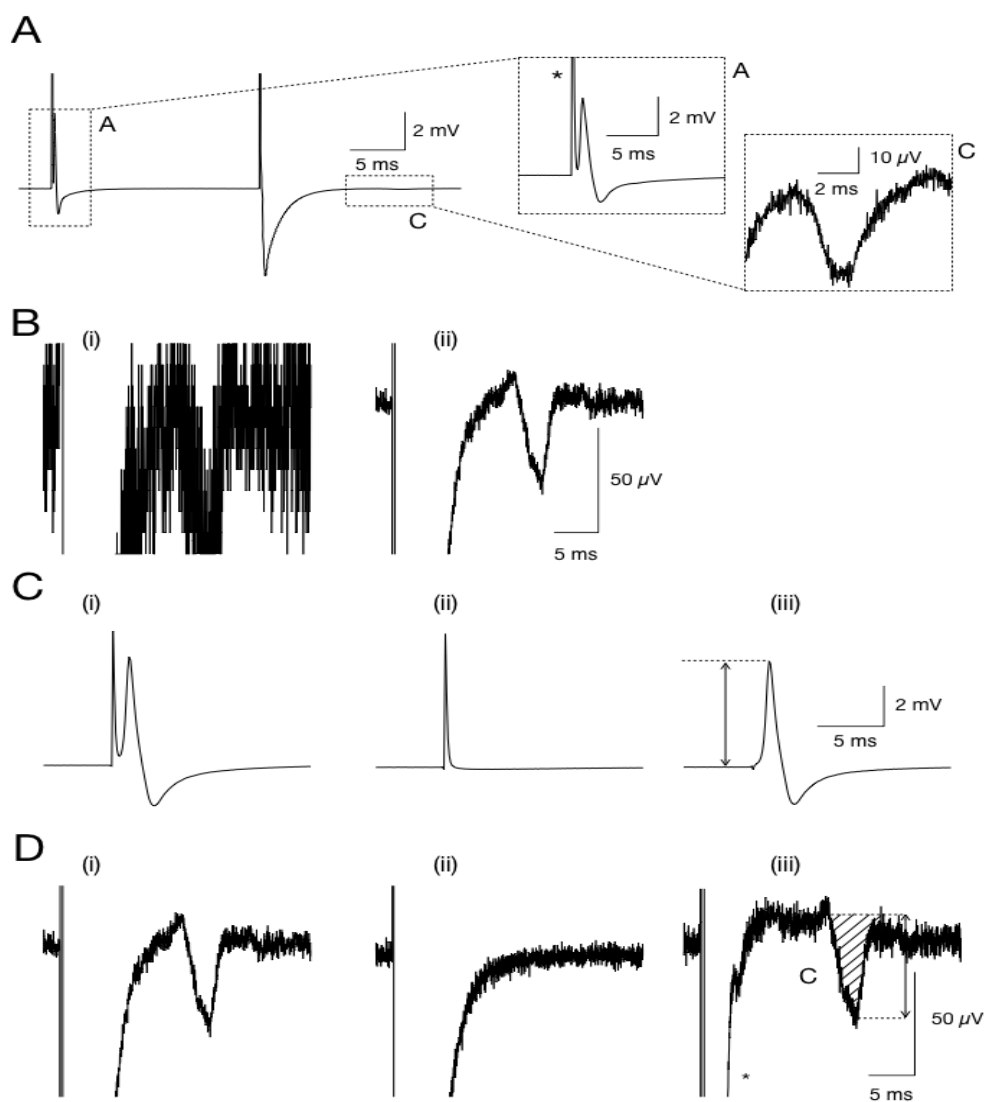 A
A
2 mV
5 ms
C
*
A
2 mV
5 ms
C
10 µV
2 ms
B
(i)
(ii)
50 µV
5 ms
C
(i)
(ii)
(iii)
2 mV
5 ms
D
(i)
(ii)
(iii)
C
50 µV
*
5 ms